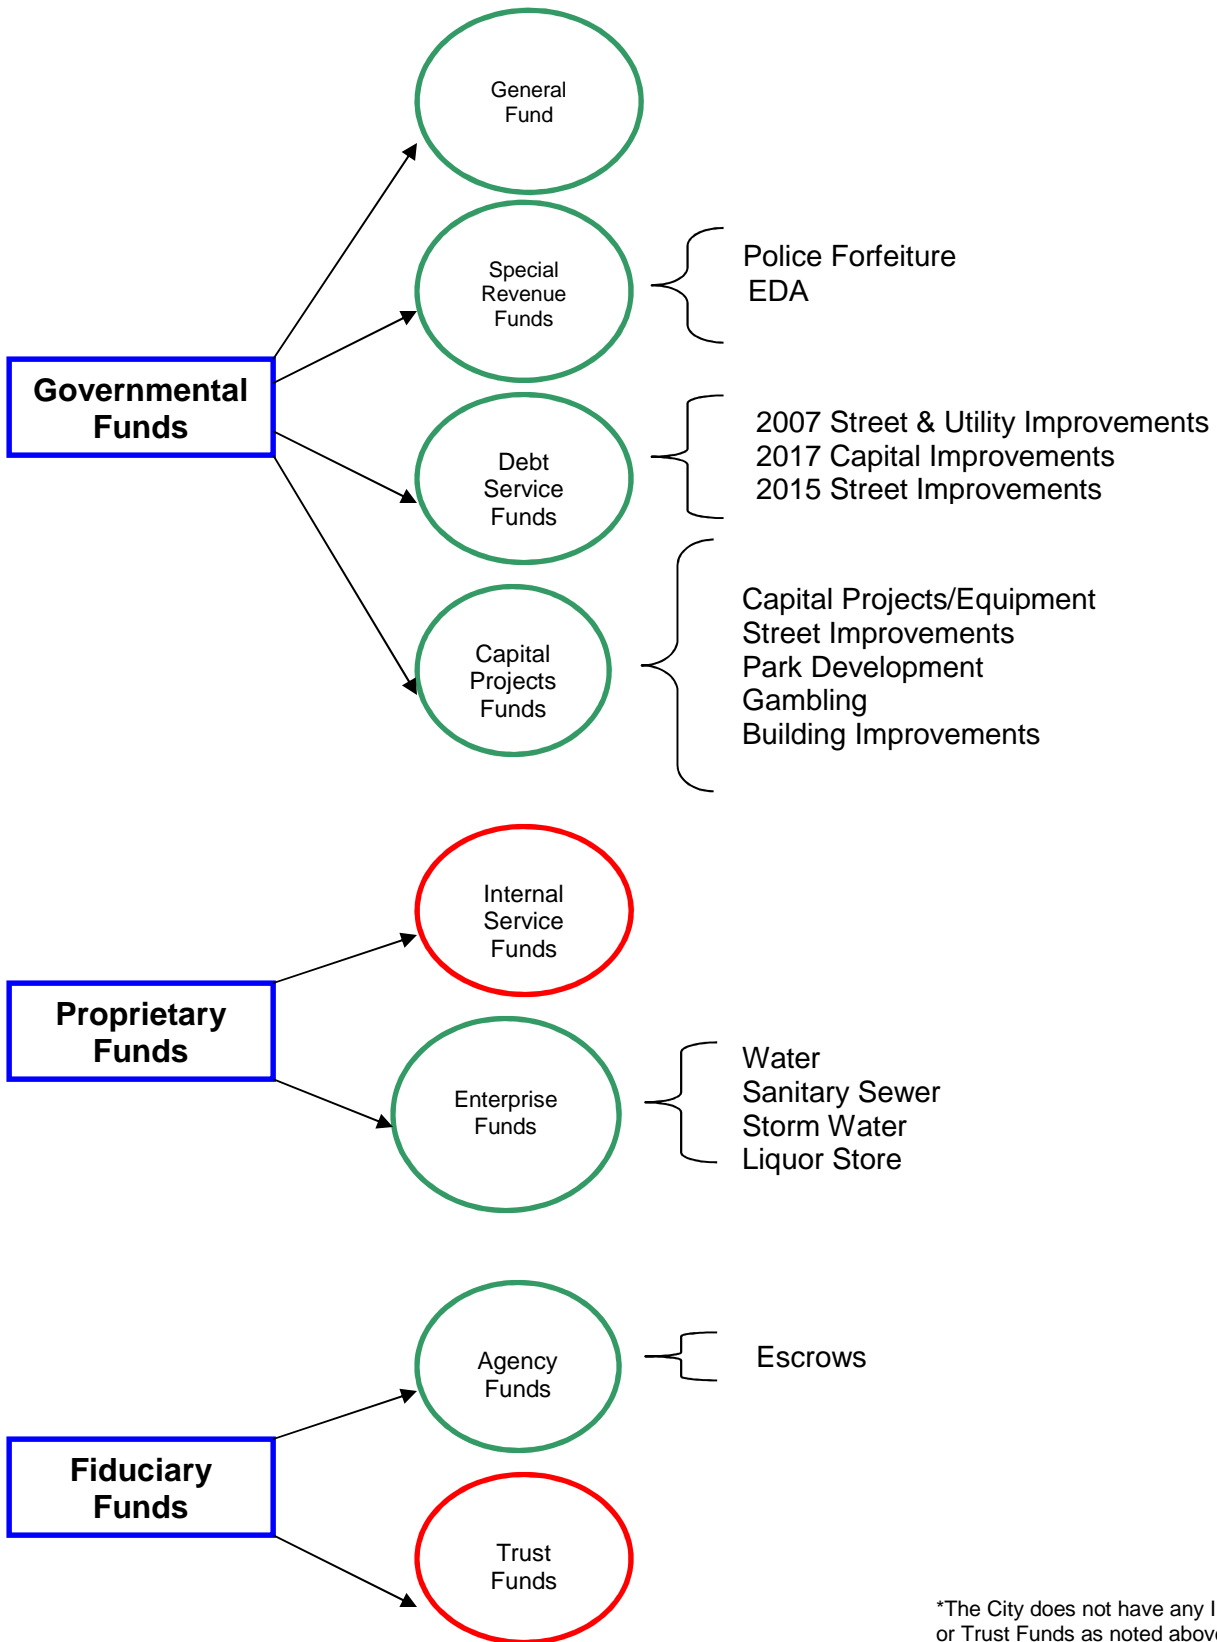 General
Fund
Special
Revenue
Funds
Police Forfeiture
EDA
Governmental
Funds
Debt
Service
Funds
2007 Street & Utility Improvements
2017 Capital Improvements
2015 Street Improvements
Capital
Projects
Funds
Capital Projects/Equipment
Street Improvements
Park Development
Gambling
Building Improvements
Internal
Service
Funds
Proprietary
Funds
Enterprise
Funds
Water
Sanitary Sewer
Storm Water
Liquor Store
Agency
Funds
Escrows
Fiduciary
Funds
Trust
Funds
*The City does not have any
or Trust Funds as noted above